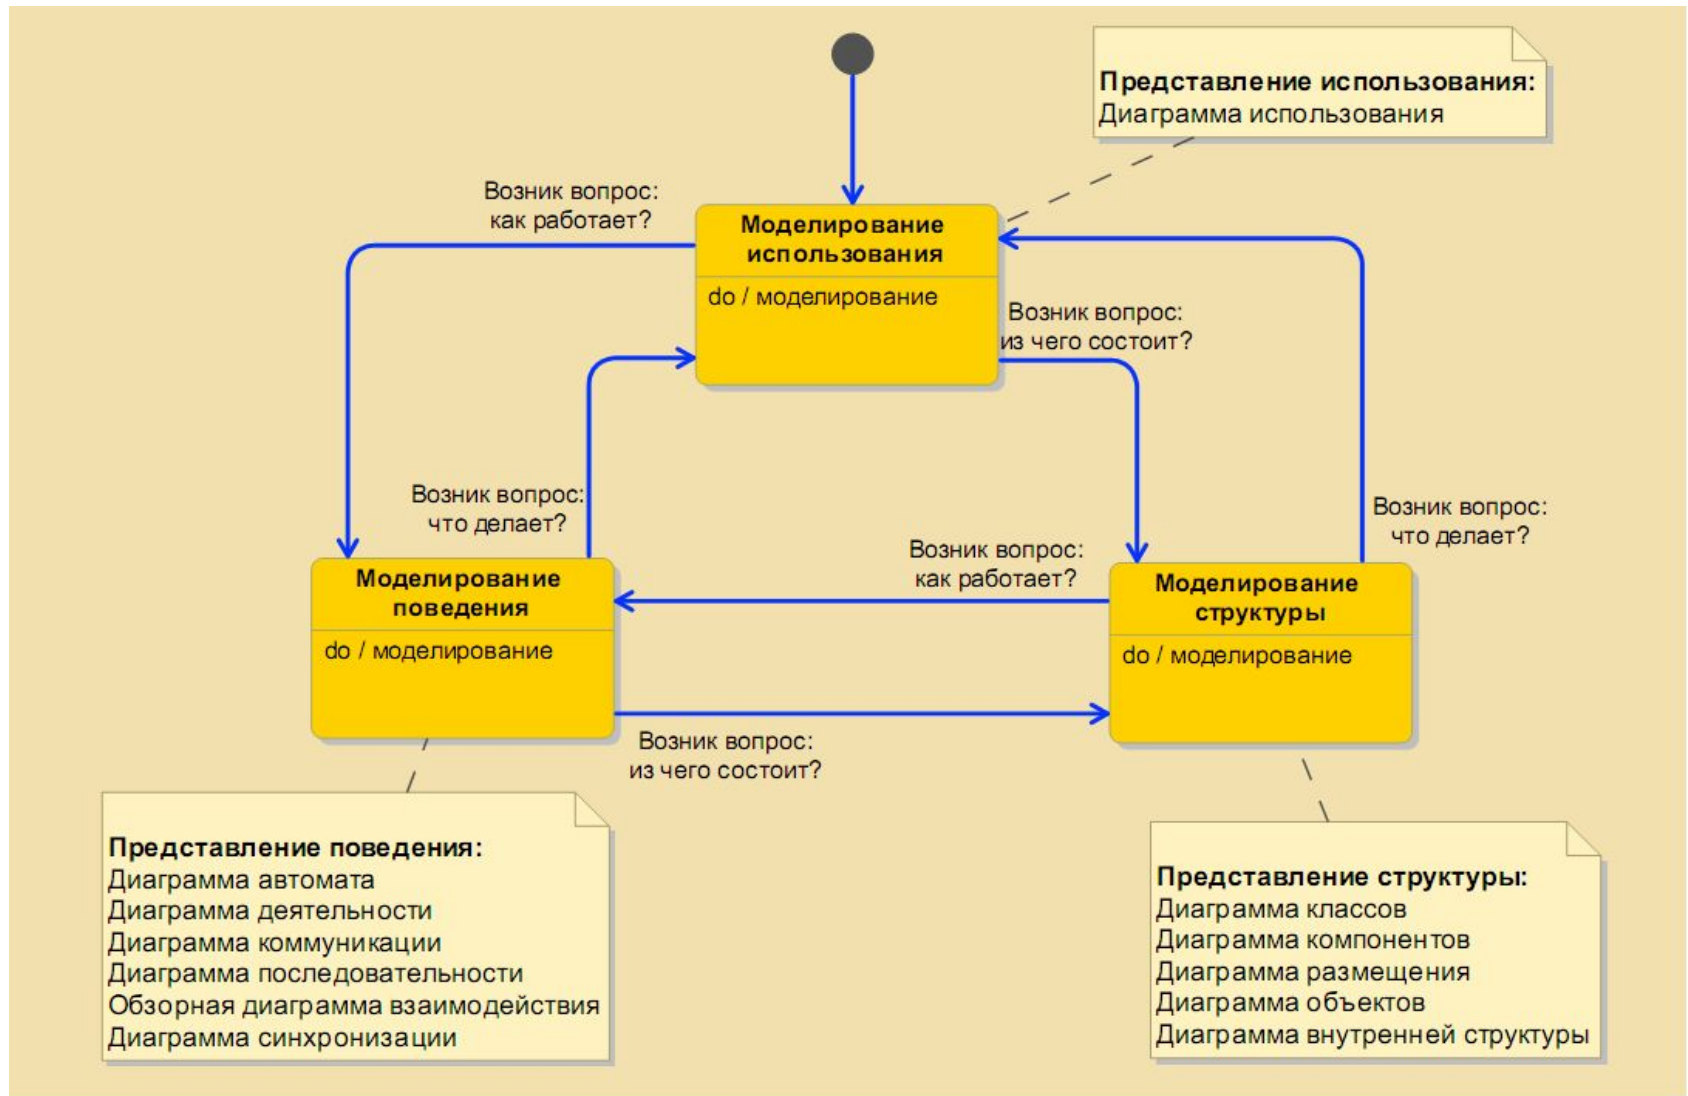 Представление использования:
Диаграмма использования
Возник вопрос:
как работает?
Моделирование
использования
do / моделирование
Возник вопрос:
из чего состоит?
Возник вопрос:
что делает?
Возник вопрос:
что делает?
Возник вопрос:
как работает?
Моделирование
поведения
do / моделирование
Моделирование
структуры
do / моделирование
Возник вопрос:
из чего состоит?
Представление поведения:
Диаграмма автомата
Диаграмма деятельности
Диаграмма коммуникации
Диаграмма последовательности
Обзорная диаграмма взаимодействия
Диаграмма синхронизации
Представление структуры:
Диаграмма классов
Диаграмма компонентов
Диаграмма размещения
Диаграмма объектов
Диаграмма внутренней структуры